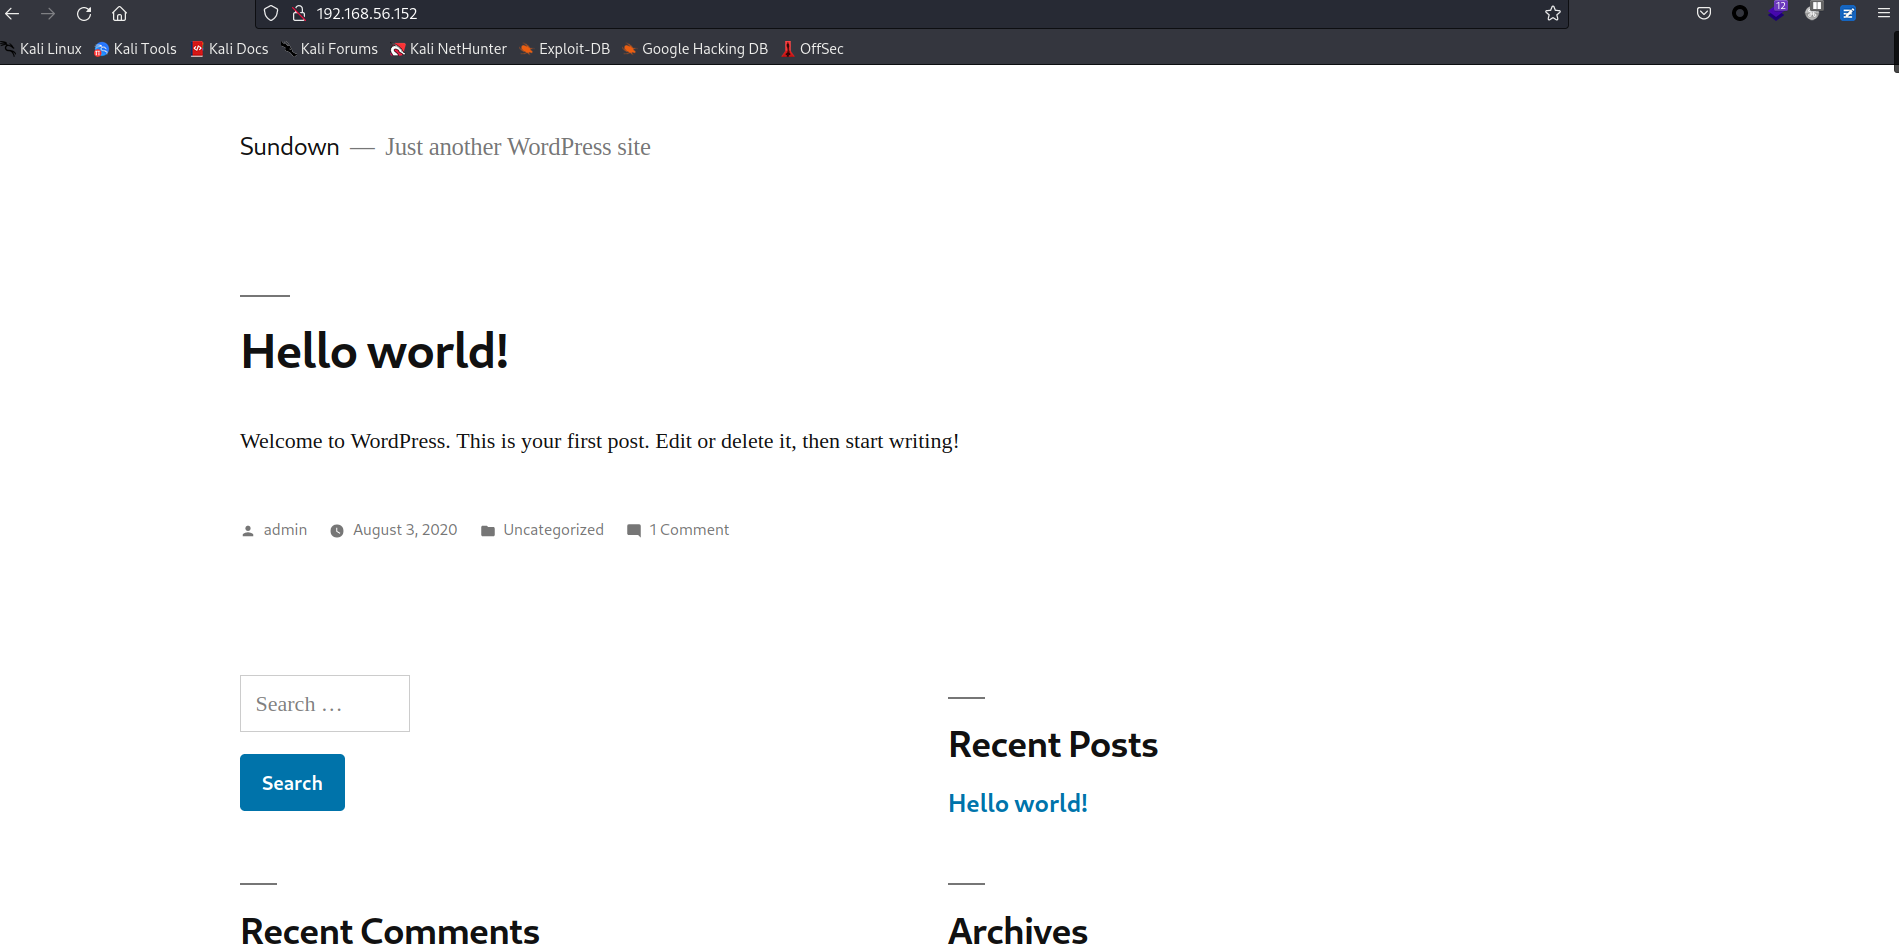 192.168.56.152
12
Kali Linux Kali Tools Kali Docs Kali Forums Kali NetHunter Exploit-DB Google Hacking DB OffSec
Sundown — Just another WordPress site
Hello world!
Welcome to WordPress. This is your first post. Edit or delete it, then start writing!
admin August 3, 2020 Uncategorized 1 Comment
Search …
Search
Recent Posts
Hello world!
Recent Comments
Archives